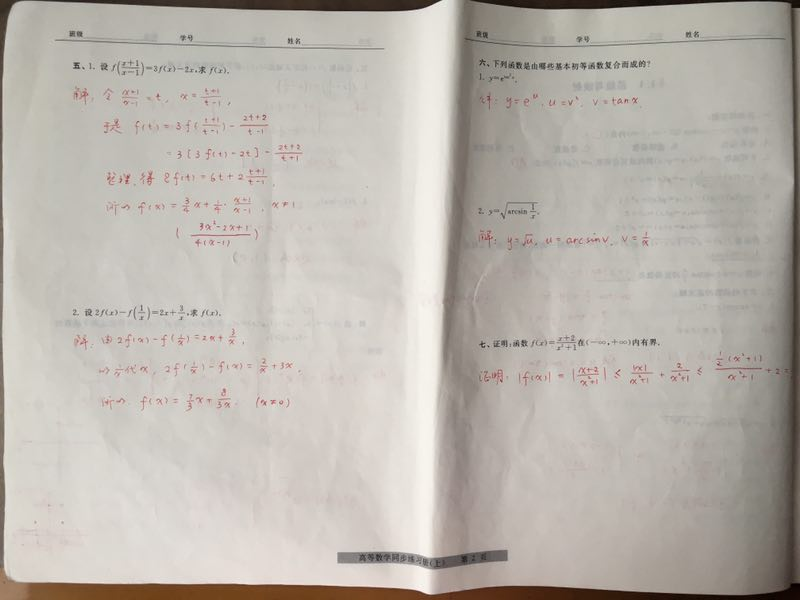 班级 学号 姓名
五、1. 设 f((x+1)/(x-1))=3f(x)-2x,求 f(x).
解: 令 (x+1)/(x-1) = t, x = (t+1)/(t-1),
于是 f(t) = 3f((t+1)/(t-1)) - (2t+2)/(t-1)
= 3[3f(t)-2t] - (2t+2)/(t+1)
整理,得 8f(t) = 6t + 2 (t+1)/(t-1)
所以 f(x) = 3/4 x + 1/4 · (x+1)/(x-1), x≠1
( (3x²-2x+1)/(4(x-1)) )
2. 设 2f(x)-f(1/x)=2x+3/x,求 f(x).
解: 由 2f(x)-f(1/x)=2x+3/x,
以 1/x 代 x, 2f(1/x)-f(x)=2/x+3x,
所以 f(x) = 7/3 x + 8/3x. (x≠0)
班级 学号 姓名
六、下列函数是由哪些基本初等函数复合而成的?
1. y=e^(tan²x).
解: y=e^u, u=v², v=tanx.
2. y=√(arcsin 1/x).
解: y=√u, u=arcsinv, v=1/x.
七、证明:函数 f(x)=(x+2)/(x²+1)在(-∞,+∞)内有界.
证明: |f(x)| = |(x+2)/(x²+1)| ≤ |x|/(x²+1) + 2/(x²+1) ≤ (1/2(x²+1))/(x²+1) + 2 =
高等数学同步练习册(上) 第 2 页